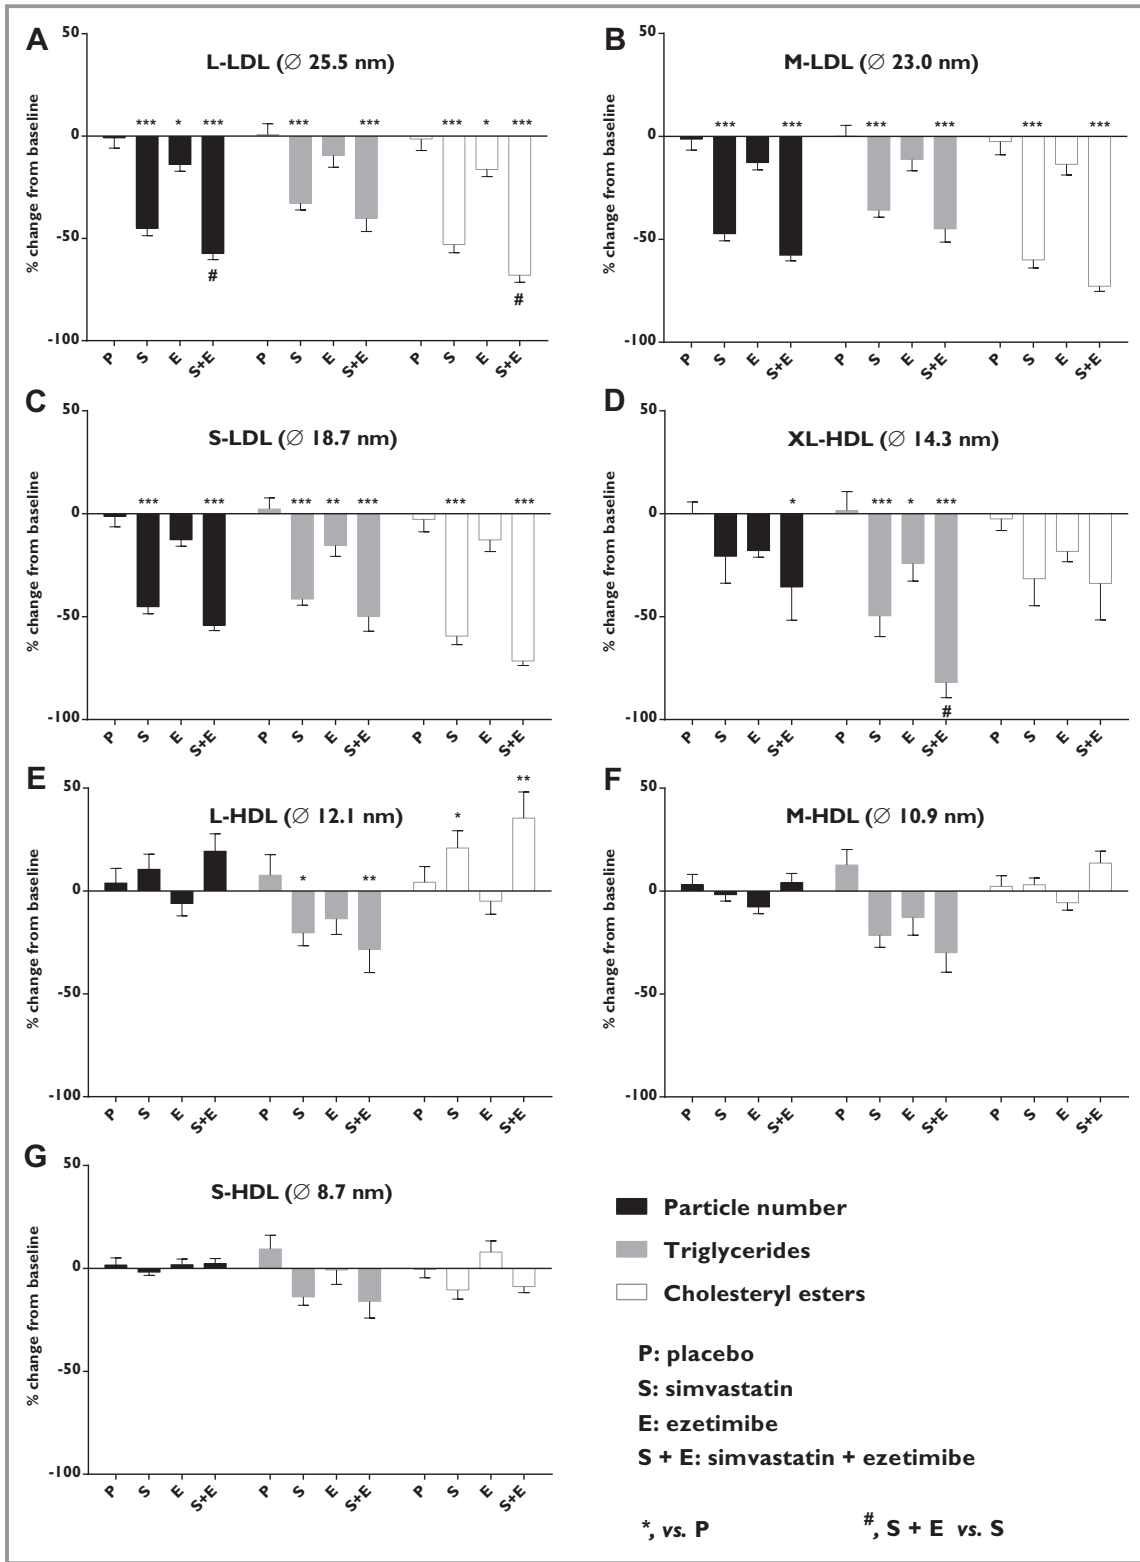 A
L-LDL (∅ 25.5 nm)
% change from baseline
50
0
-50
-100
*** * *** *** *** *** * ***
# #
P S E S+E P S E S+E P S E S+E
B
M-LDL (∅ 23.0 nm)
% change from baseline
50
0
-50
-100
*** *** *** *** *** ***
P S E S+E P S E S+E P S E S+E
C
S-LDL (∅ 18.7 nm)
% change from baseline
50
0
-50
-100
*** *** *** ** *** *** ***
P S E S+E P S E S+E P S E S+E
D
XL-HDL (∅ 14.3 nm)
% change from baseline
50
0
-50
-100
* *** * ***
#
P S E S+E P S E S+E P S E S+E
E
L-HDL (∅ 12.1 nm)
% change from baseline
50
0
-50
-100
* ** * **
P S E S+E P S E S+E P S E S+E
F
M-HDL (∅ 10.9 nm)
% change from baseline
50
0
-50
-100
P S E S+E P S E S+E P S E S+E
G
S-HDL (∅ 8.7 nm)
% change from baseline
50
0
-50
-100
P S E S+E P S E S+E P S E S+E
Particle number
Triglycerides
Cholesteryl esters
P: placebo
S: simvastatin
E: ezetimibe
S + E: simvastatin + ezetimibe
*, vs. P #, S + E vs. S